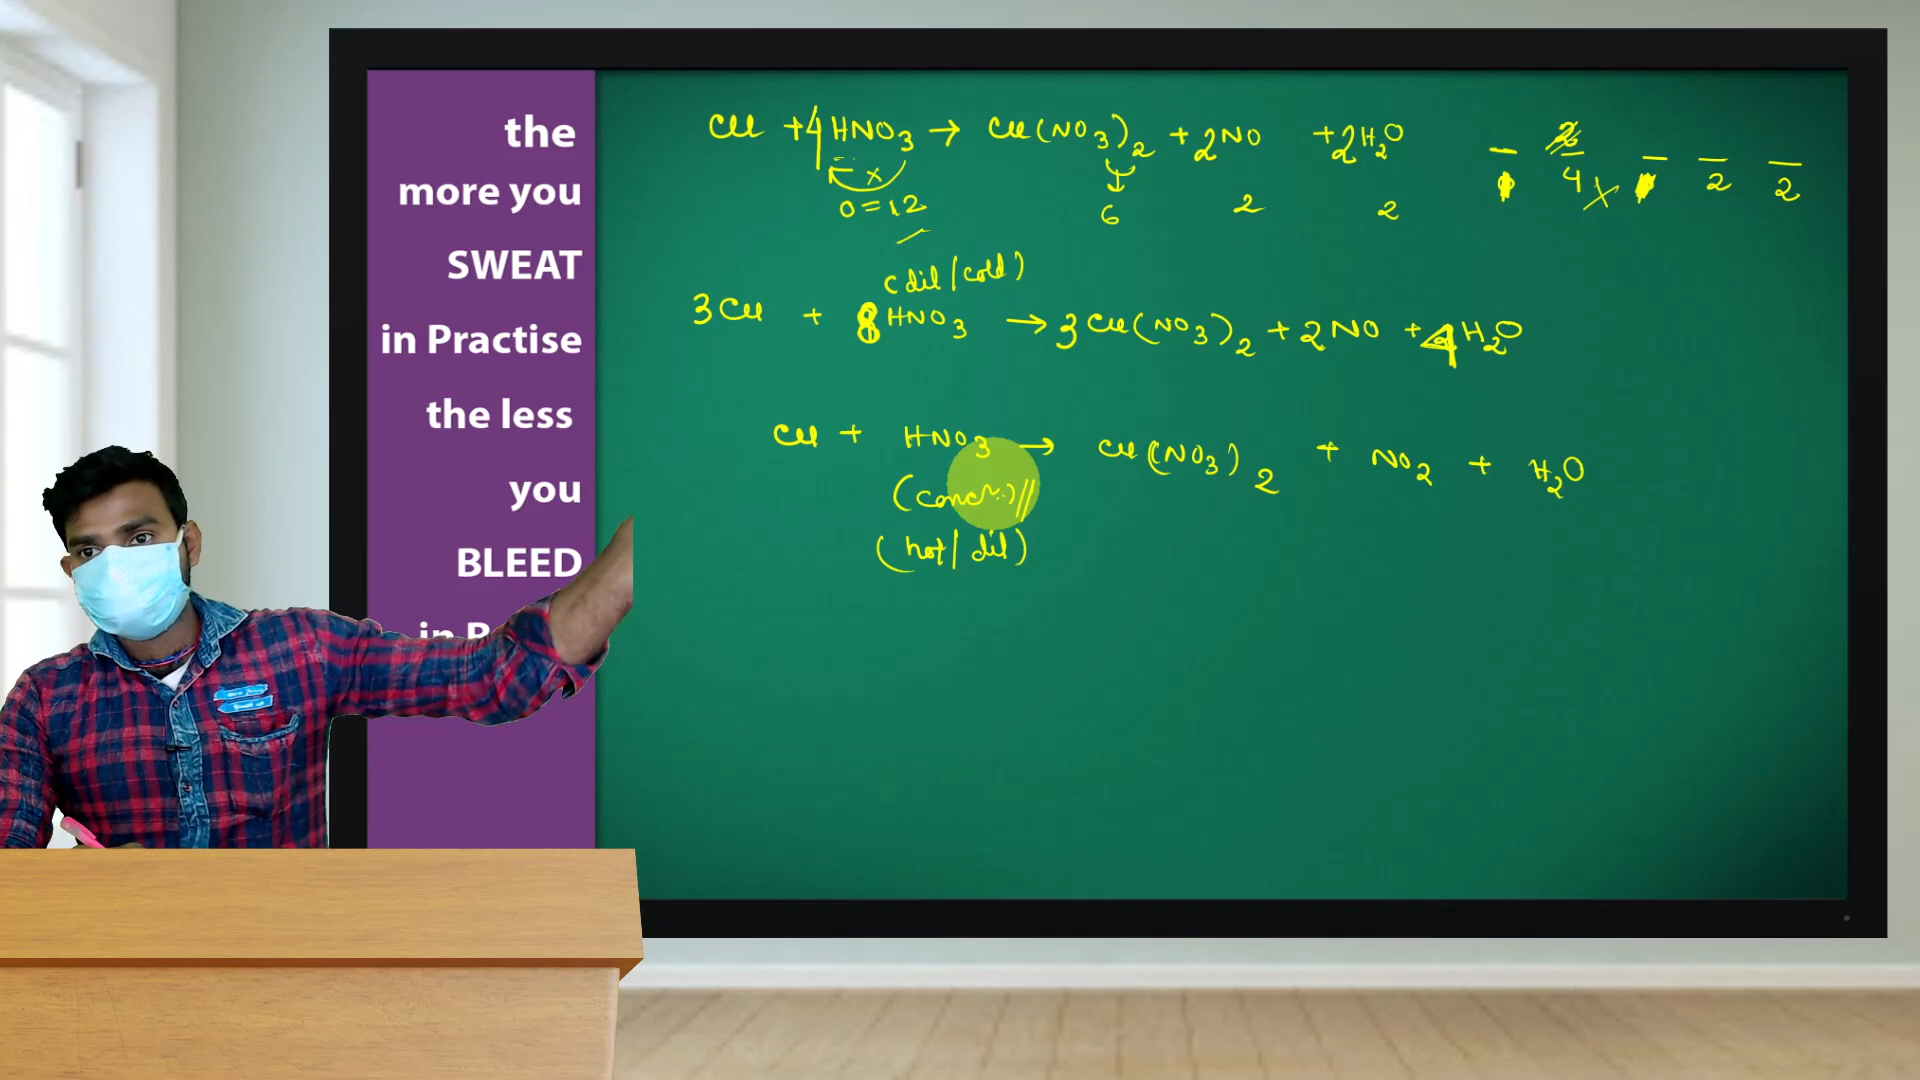 the
more you
SWEAT
in Practise
the less
you
BLEED
Cu + 4HNO3 → Cu(NO3)2 + 2NO + 2H2O
x
O = 12 6 2 2
4 x 2 2
(dil/cold)
3Cu + 8HNO3 → 3Cu(NO3)2 + 2NO + 4H2O
Cu + HNO3 → Cu(NO3)2 + NO2 + H2O
(hot/dil)